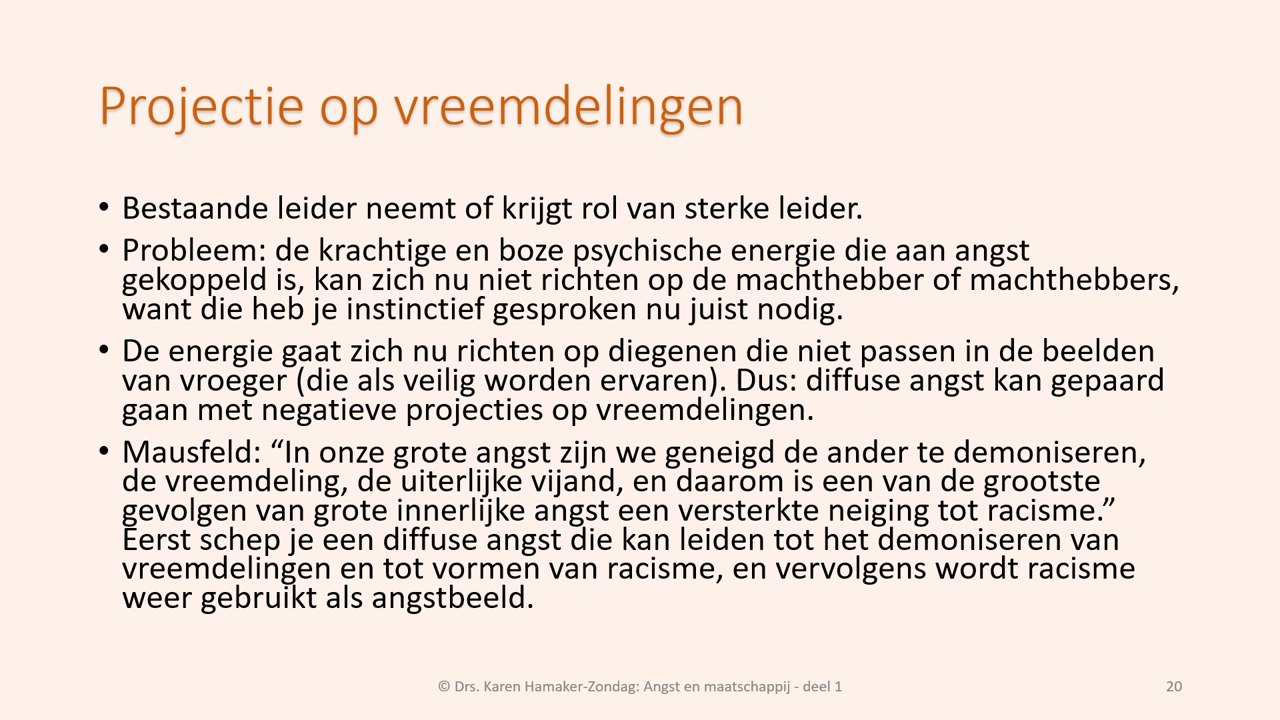 Projectie op vreemdelingen
• Bestaande leider neemt of krijgt rol van sterke leider.
• Probleem: de krachtige en boze psychische energie die aan angst
gekoppeld is, kan zich nu niet richten op de machthebber of machthebbers,
want die heb je instinctief gesproken nu juist nodig.
• De energie gaat zich nu richten op diegenen die niet passen in de beelden
van vroeger (die als veilig worden ervaren). Dus: diffuse angst kan gepaard
gaan met negatieve projecties op vreemdelingen.
• Mausfeld: “In onze grote angst zijn we geneigd de ander te demoniseren,
de vreemdeling, de uiterlijke vijand, en daarom is een van de grootste
gevolgen van grote innerlijke angst een versterkte neiging tot racisme.”
Eerst schep je een diffuse angst die kan leiden tot het demoniseren van
vreemdelingen en tot vormen van racisme, en vervolgens wordt racisme
weer gebruikt als angstbeeld.
© Drs. Karen Hamaker-Zondag: Angst en maatschappij - deel 1
20